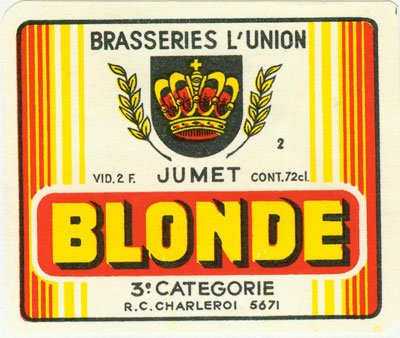 BRASSERIES L'UNION
2
VID. 2 F. JUMET CONT. 72cl.
BLONDE
3e CATEGORIE
R.C. CHARLEROI 5671